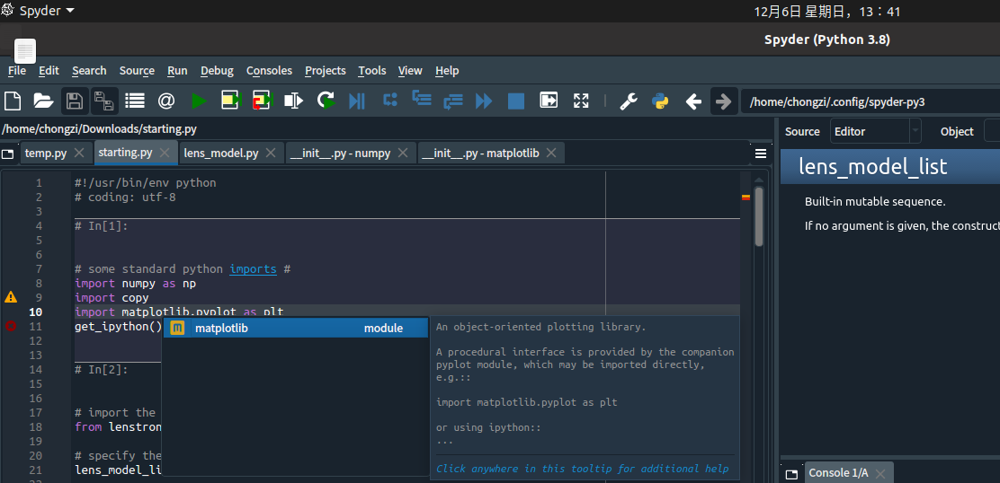 Spyder
12月6日 星期日，13：41
Spyder (Python 3.8)
File Edit Search Source Run Debug Consoles Projects Tools View Help
/home/chongzi/.config/spyder-py3
/home/chongzi/Downloads/starting.py
temp.py starting.py lens_model.py __init__.py - numpy __init__.py - matplotlib
1 #!/usr/bin/env python
2 # coding: utf-8
3
4 # In[1]:
5
6
7 # some standard python imports #
8 import numpy as np
9 import copy
10 import matplotlib.pyplot as plt
11 get_ipython()
12
13
14 # In[2]:
15
16
17 # import the
18 from lenstron
19
20 # specify the
21 lens_model_li
22
matplotlib module
An object-oriented plotting library.
A procedural interface is provided by the companion
pyplot module, which may be imported directly,
e.g.::
import matplotlib.pyplot as plt
or using ipython::
...
Click anywhere in this tooltip for additional help
Source Editor Object
lens_model_list
Built-in mutable sequence.
If no argument is given, the construct
Console 1/A